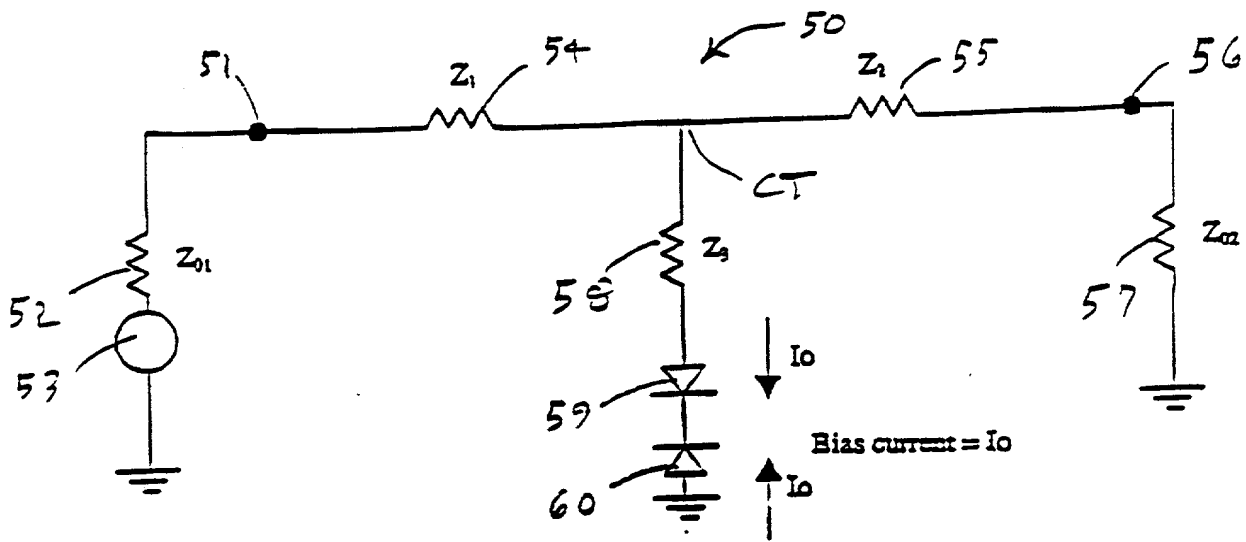 50
54
55
56
51
Z₁
Z₂
CT
Z₀₁
Z₃
Z₀₂
52
58
57
53
Io
59
Bias current = Io
Io
60